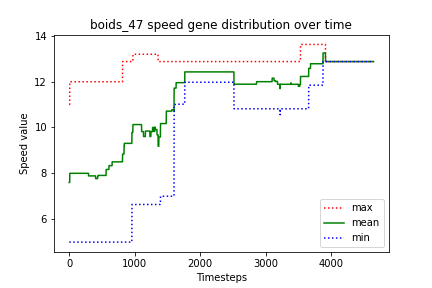 boids_47 speed gene distribution over time
Speed value
14
12
10
8
6
0
1000
2000
3000
4000
Timesteps
max
mean
min